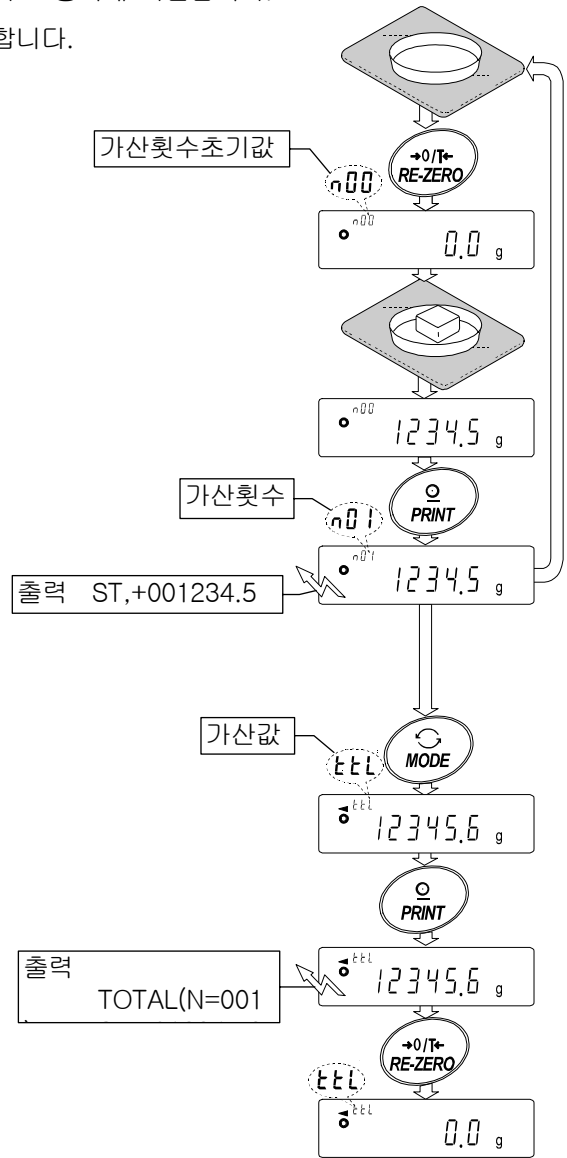 합니다.
→0/T←
RE-ZERO
가산횟수초기값
n00
n00
0.0 g
n00
1234.5 g
PRINT
가산횟수
n01
n01
1234.5 g
출력 ST,+001234.5
MODE
가산값
ttL
ttL
12345.6 g
PRINT
ttL
12345.6 g
출력
TOTAL(N=001
→0/T←
RE-ZERO
ttL
ttL
0.0 g